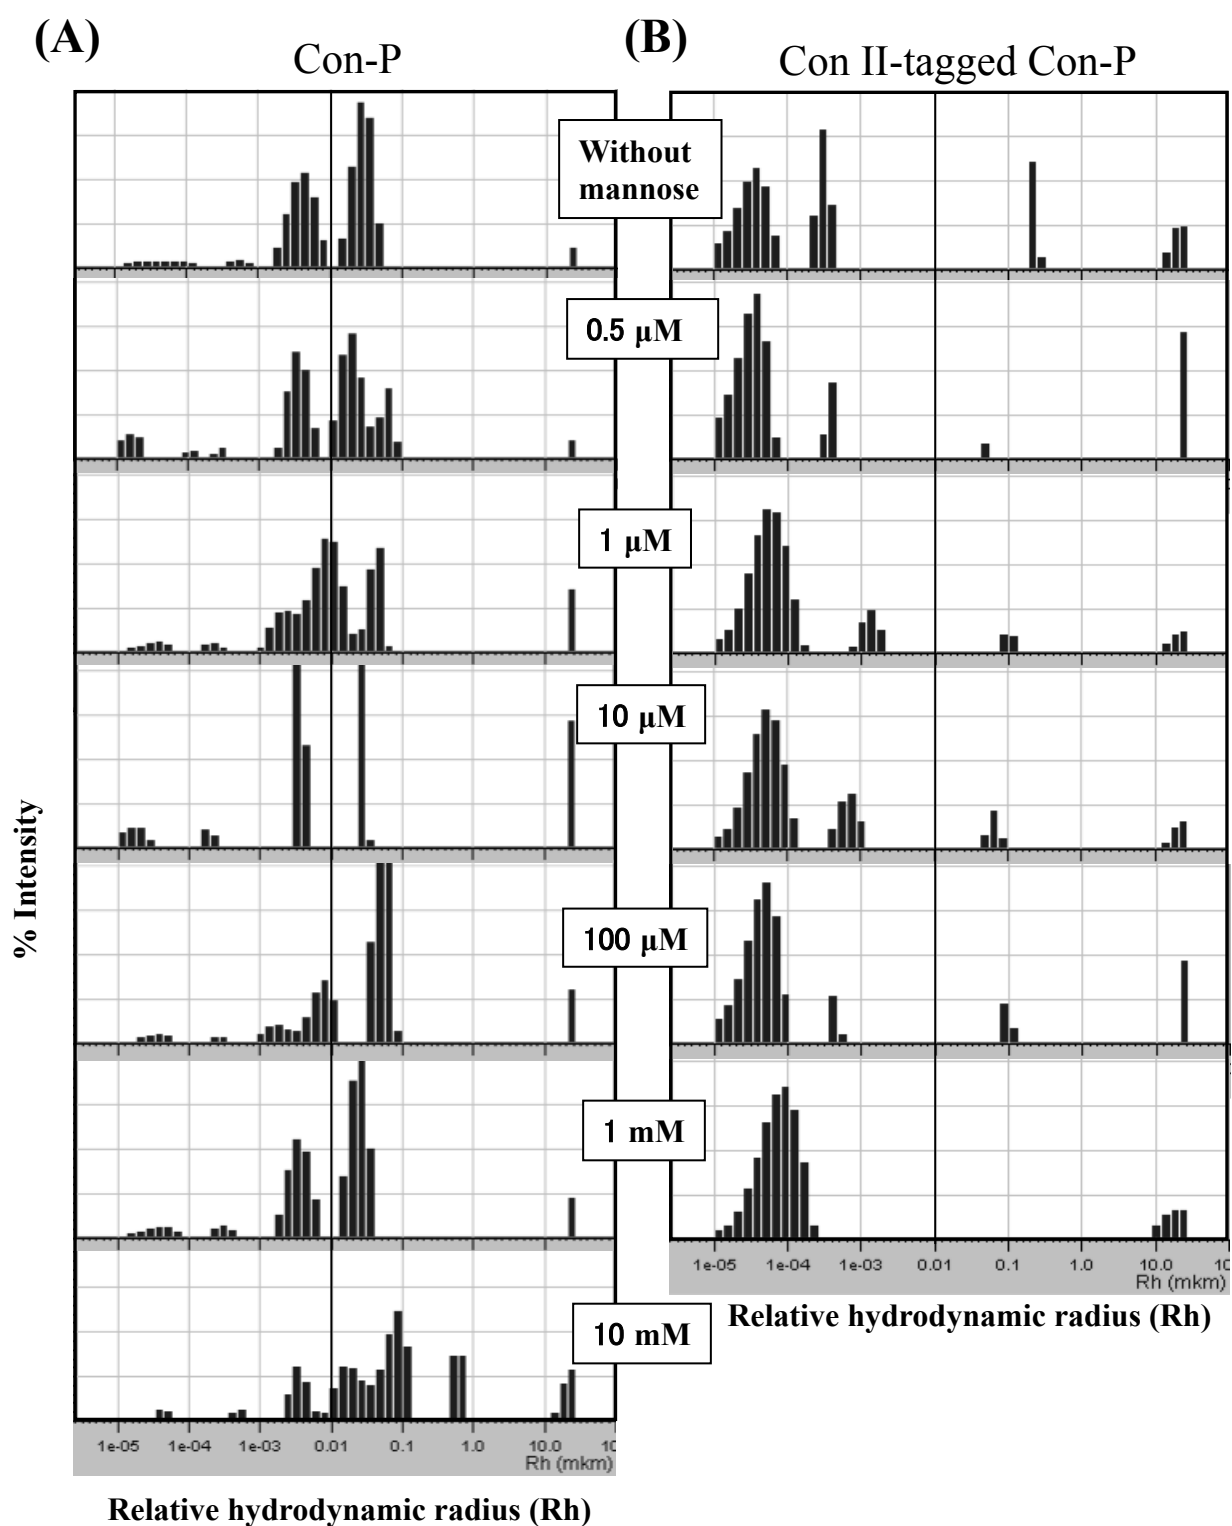 (A)
Con-P
(B)
Con II-tagged Con-P
Without
mannose
0.5 μM
1 μM
10 μM
100 μM
1 mM
10 mM
% Intensity
1e-05 1e-04 1e-03 0.01 0.1 1.0 10.0 10
Rh (mkm)
Relative hydrodynamic radius (Rh)
1e-05 1e-04 1e-03 0.01 0.1 1.0 10.0 10
Rh (mkm)
Relative hydrodynamic radius (Rh)